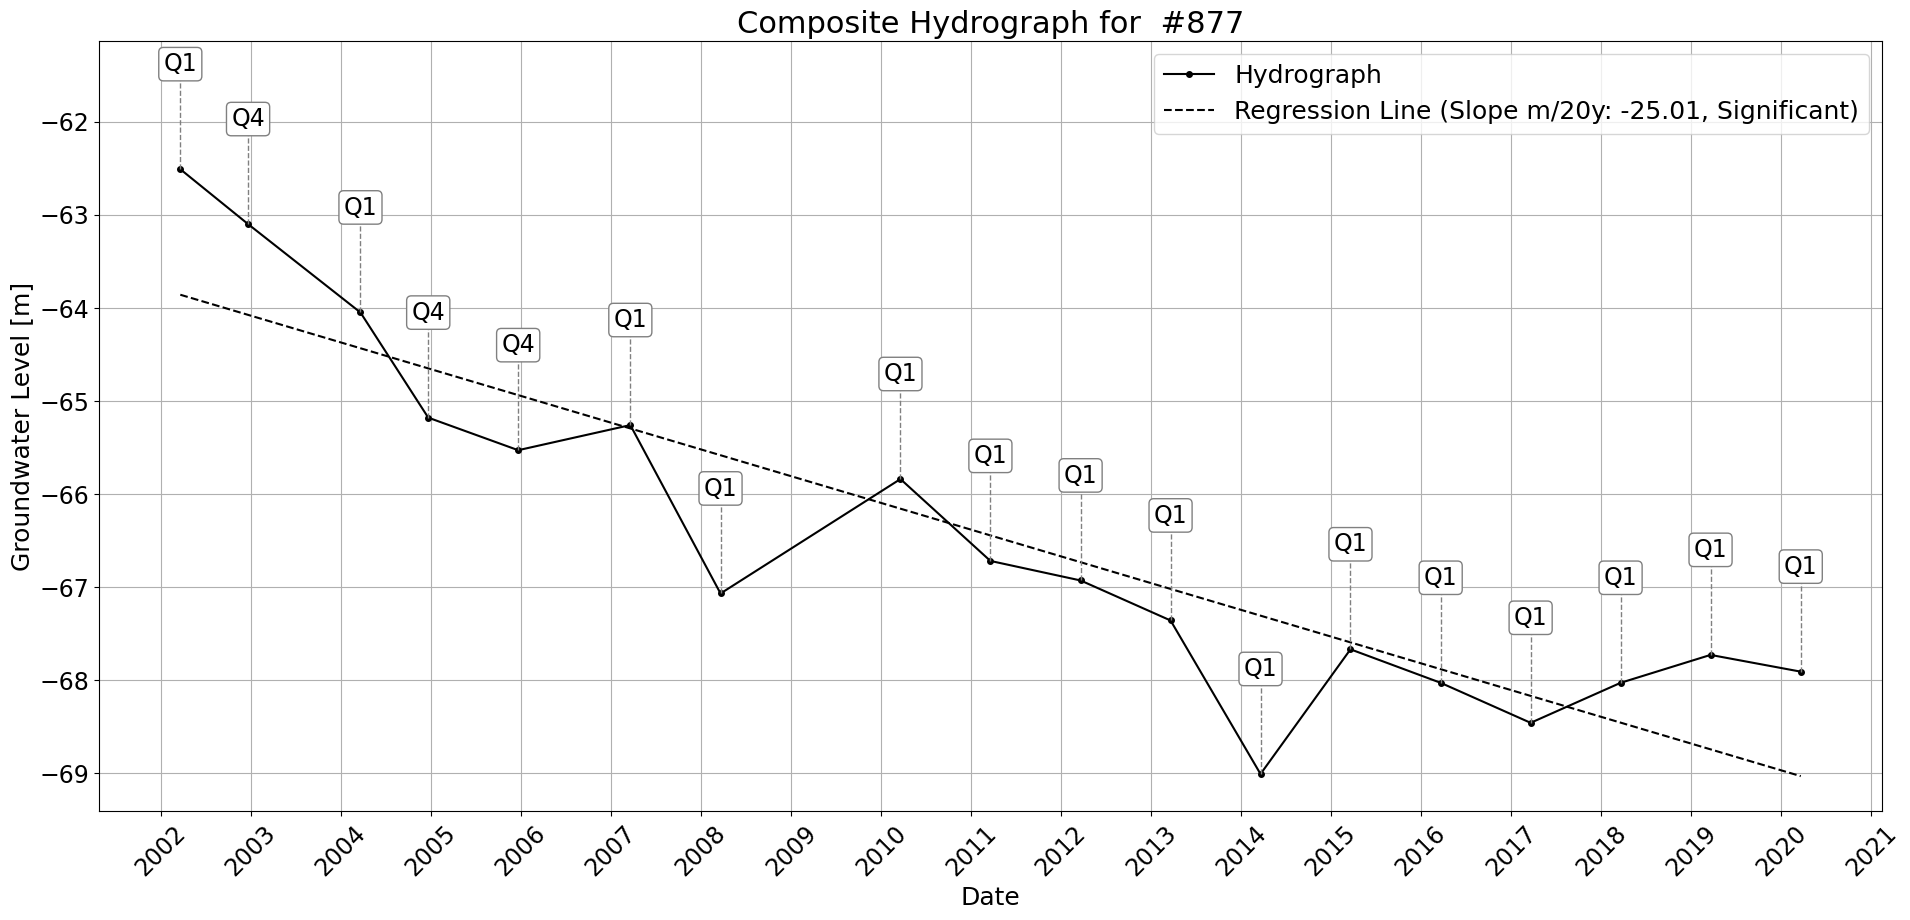 Composite Hydrograph for  #877
Hydrograph
Regression Line (Slope m/20y: -25.01, Significant)
Q1
Q4
Q1
Q4
Q4
Q1
Q1
Q1
Q1
Q1
Q1
Q1
Q1
Q1
Q1
Q1
Q1
Q1
Groundwater Level [m]
−62
−63
−64
−65
−66
−67
−68
−69
2002
2003
2004
2005
2006
2007
2008
2009
2010
2011
2012
2013
2014
2015
2016
2017
2018
2019
2020
2021
Date